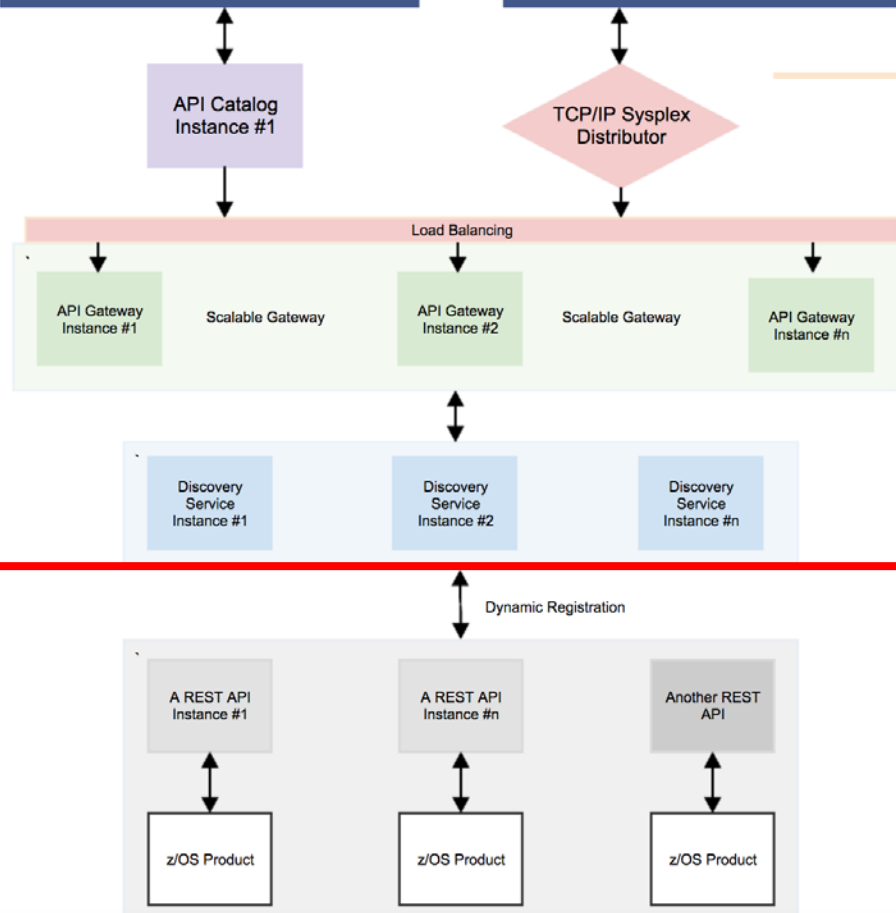 API Catalog
Instance #1
TCP/IP Sysplex
Distributor
Load Balancing
API Gateway
Instance #1
Scalable Gateway
API Gateway
Instance #2
Scalable Gateway
API Gateway
Instance #n
Discovery
Service
Instance #1
Discovery
Service
Instance #2
Discovery
Service
Instance #n
Dynamic Registration
A REST API
Instance #1
A REST API
Instance #n
Another REST
API
z/OS Product
z/OS Product
z/OS Product